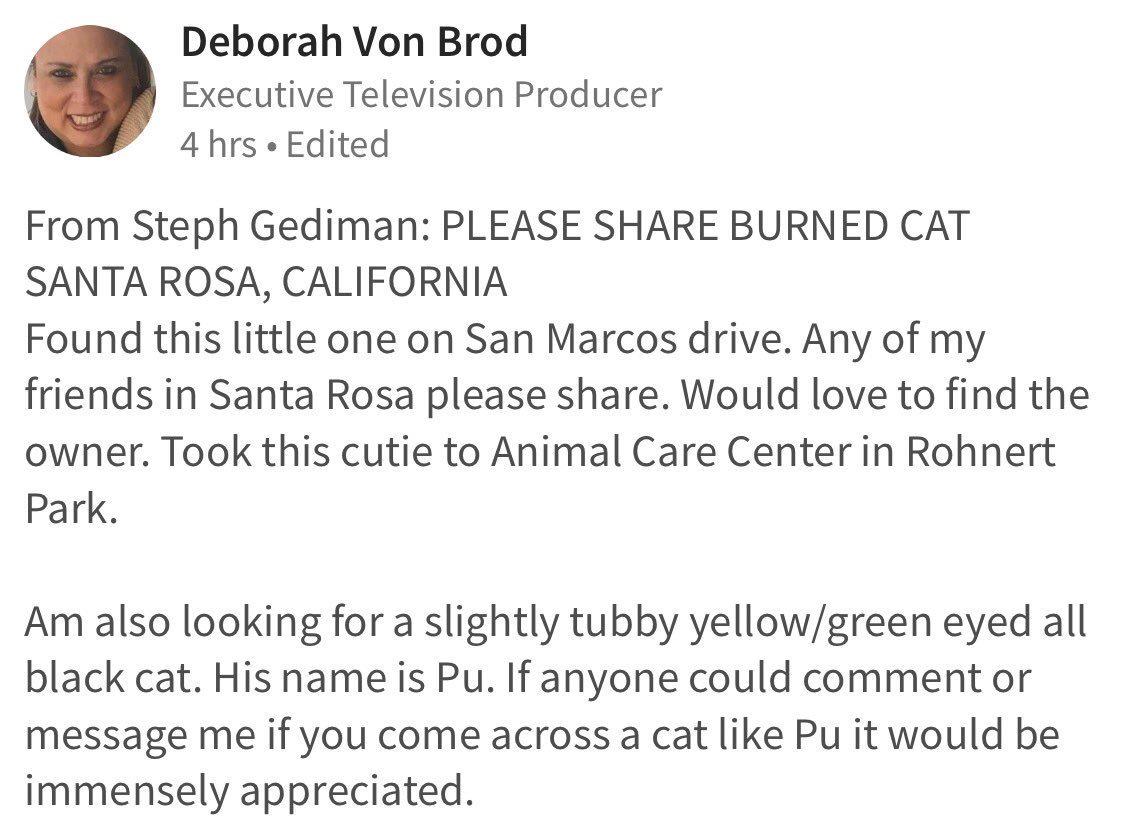 Deborah Von Brod
Executive Television Producer
4 hrs • Edited
From Steph Gediman: PLEASE SHARE BURNED CAT
SANTA ROSA, CALIFORNIA
Found this little one on San Marcos drive. Any of my
friends in Santa Rosa please share. Would love to find the
owner. Took this cutie to Animal Care Center in Rohnert
Park.
Am also looking for a slightly tubby yellow/green eyed all
black cat. His name is Pu. If anyone could comment or
message me if you come across a cat like Pu it would be
immensely appreciated.